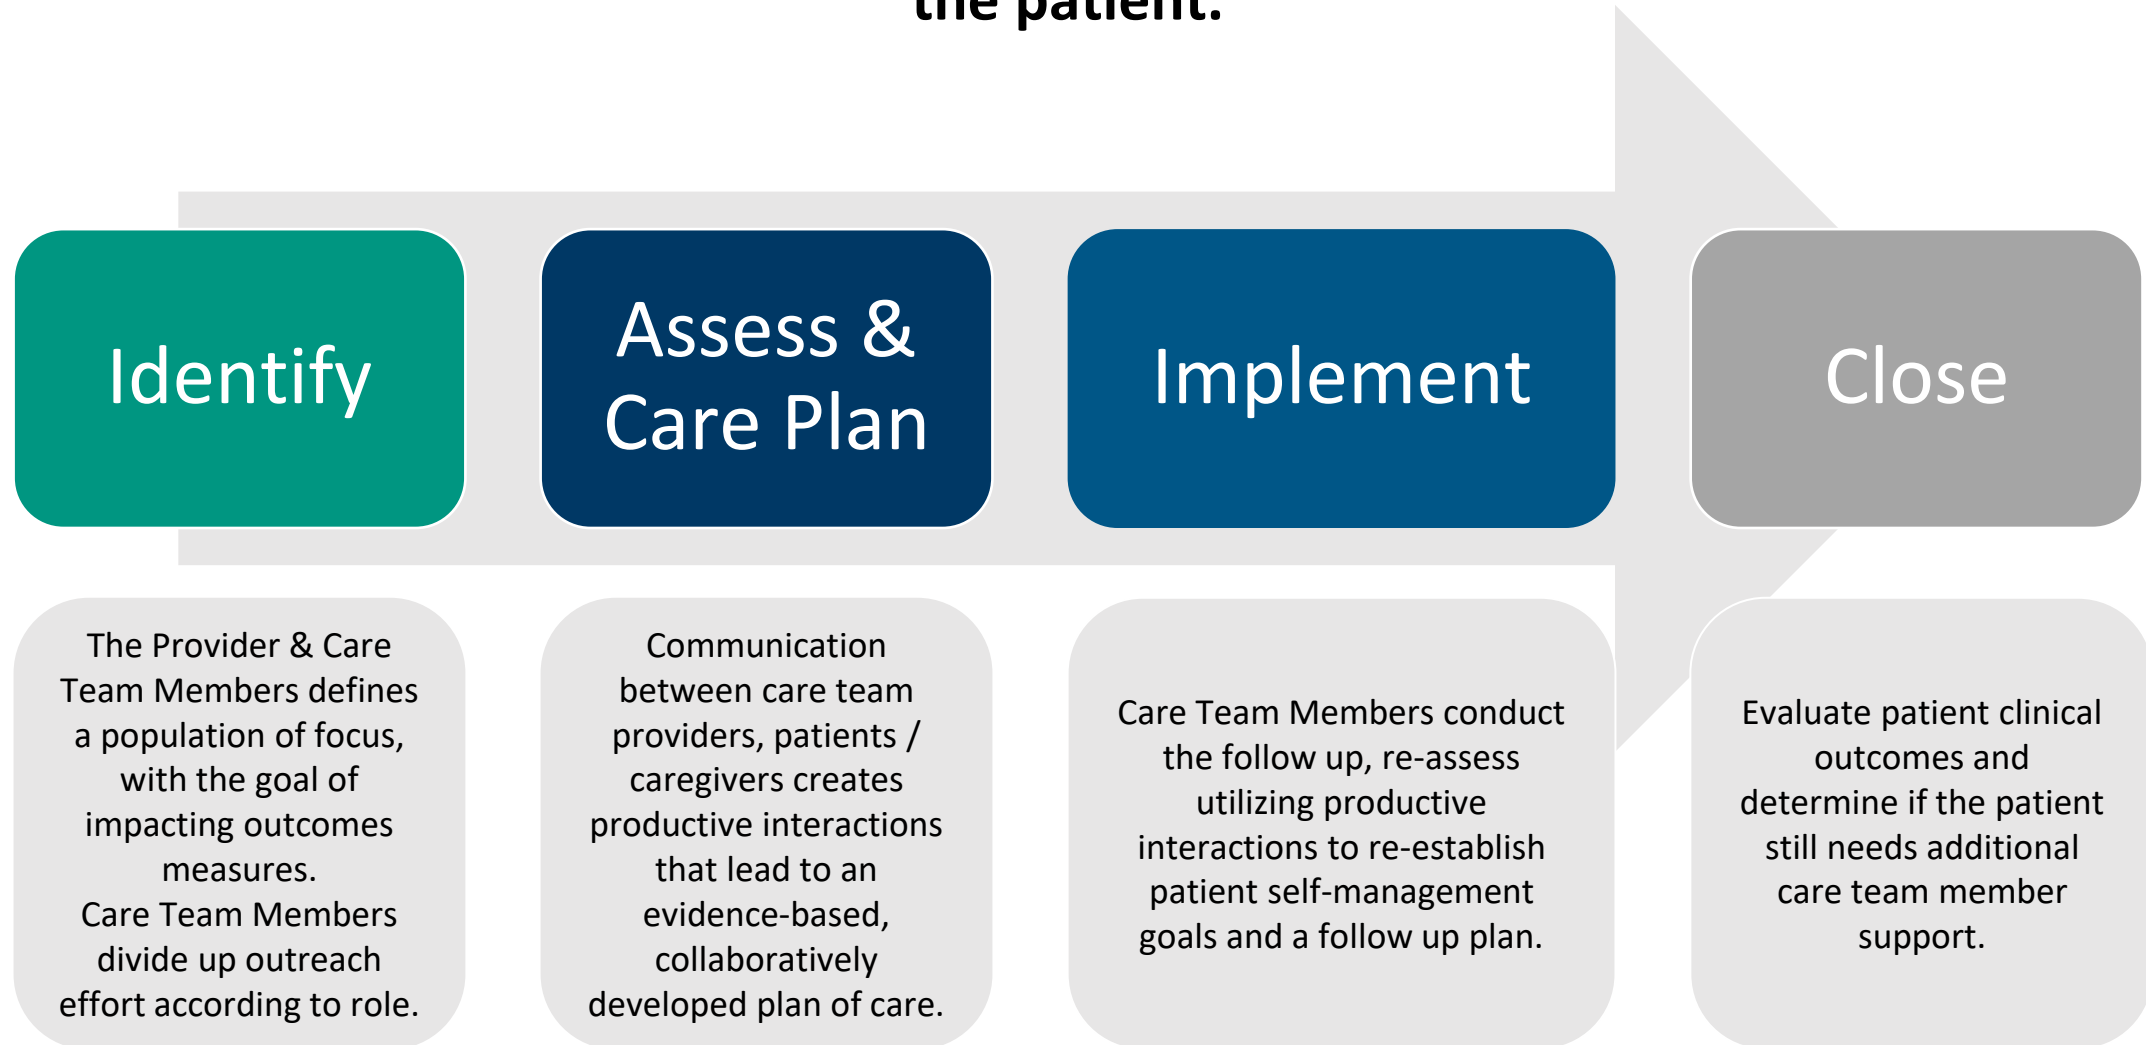 the patient.
Identify
Assess &
Care Plan
Implement
Close
The Provider & Care
Team Members defines
a population of focus,
with the goal of
impacting outcomes
measures.
Care Team Members
divide up outreach
effort according to role.
Communication
between care team
providers, patients /
caregivers creates
productive interactions
that lead to an
evidence-based,
collaboratively
developed plan of care.
Care Team Members conduct
the follow up, re-assess
utilizing productive
interactions to re-establish
patient self-management
goals and a follow up plan.
Evaluate patient clinical
outcomes and
determine if the patient
still needs additional
care team member
support.